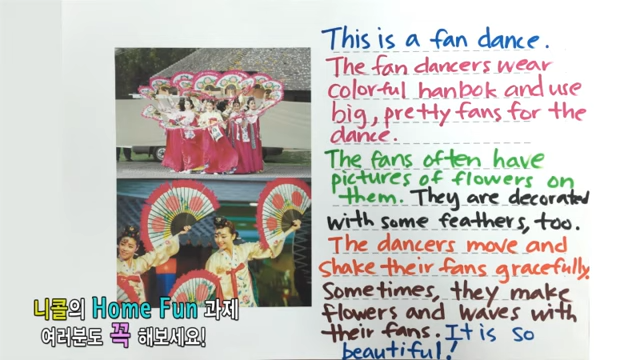 This is a fan dance.
The fan dancers wear
colorful hanbok and use
big, pretty fans for the
dance.
The fans often have
pictures of flowers on
them. They are decorated
with some feathers, too.
The dancers move and
shake their fans gracefully.
Sometimes, they make
flowers and waves with
their fans. It is so
beautiful!
니콜의 Home Fun 과제
여러분도 꼭 해보세요!